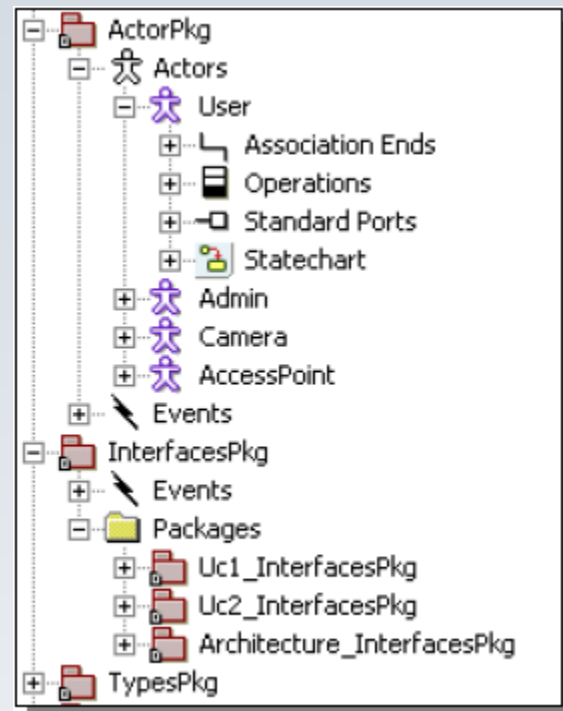 ActorPkg
Actors
User
Association Ends
Operations
Standard Ports
Statechart
Admin
Camera
AccessPoint
Events
InterfacesPkg
Events
Packages
Uc1_InterfacesPkg
Uc2_InterfacesPkg
Architecture_InterfacesPkg
TypesPkg